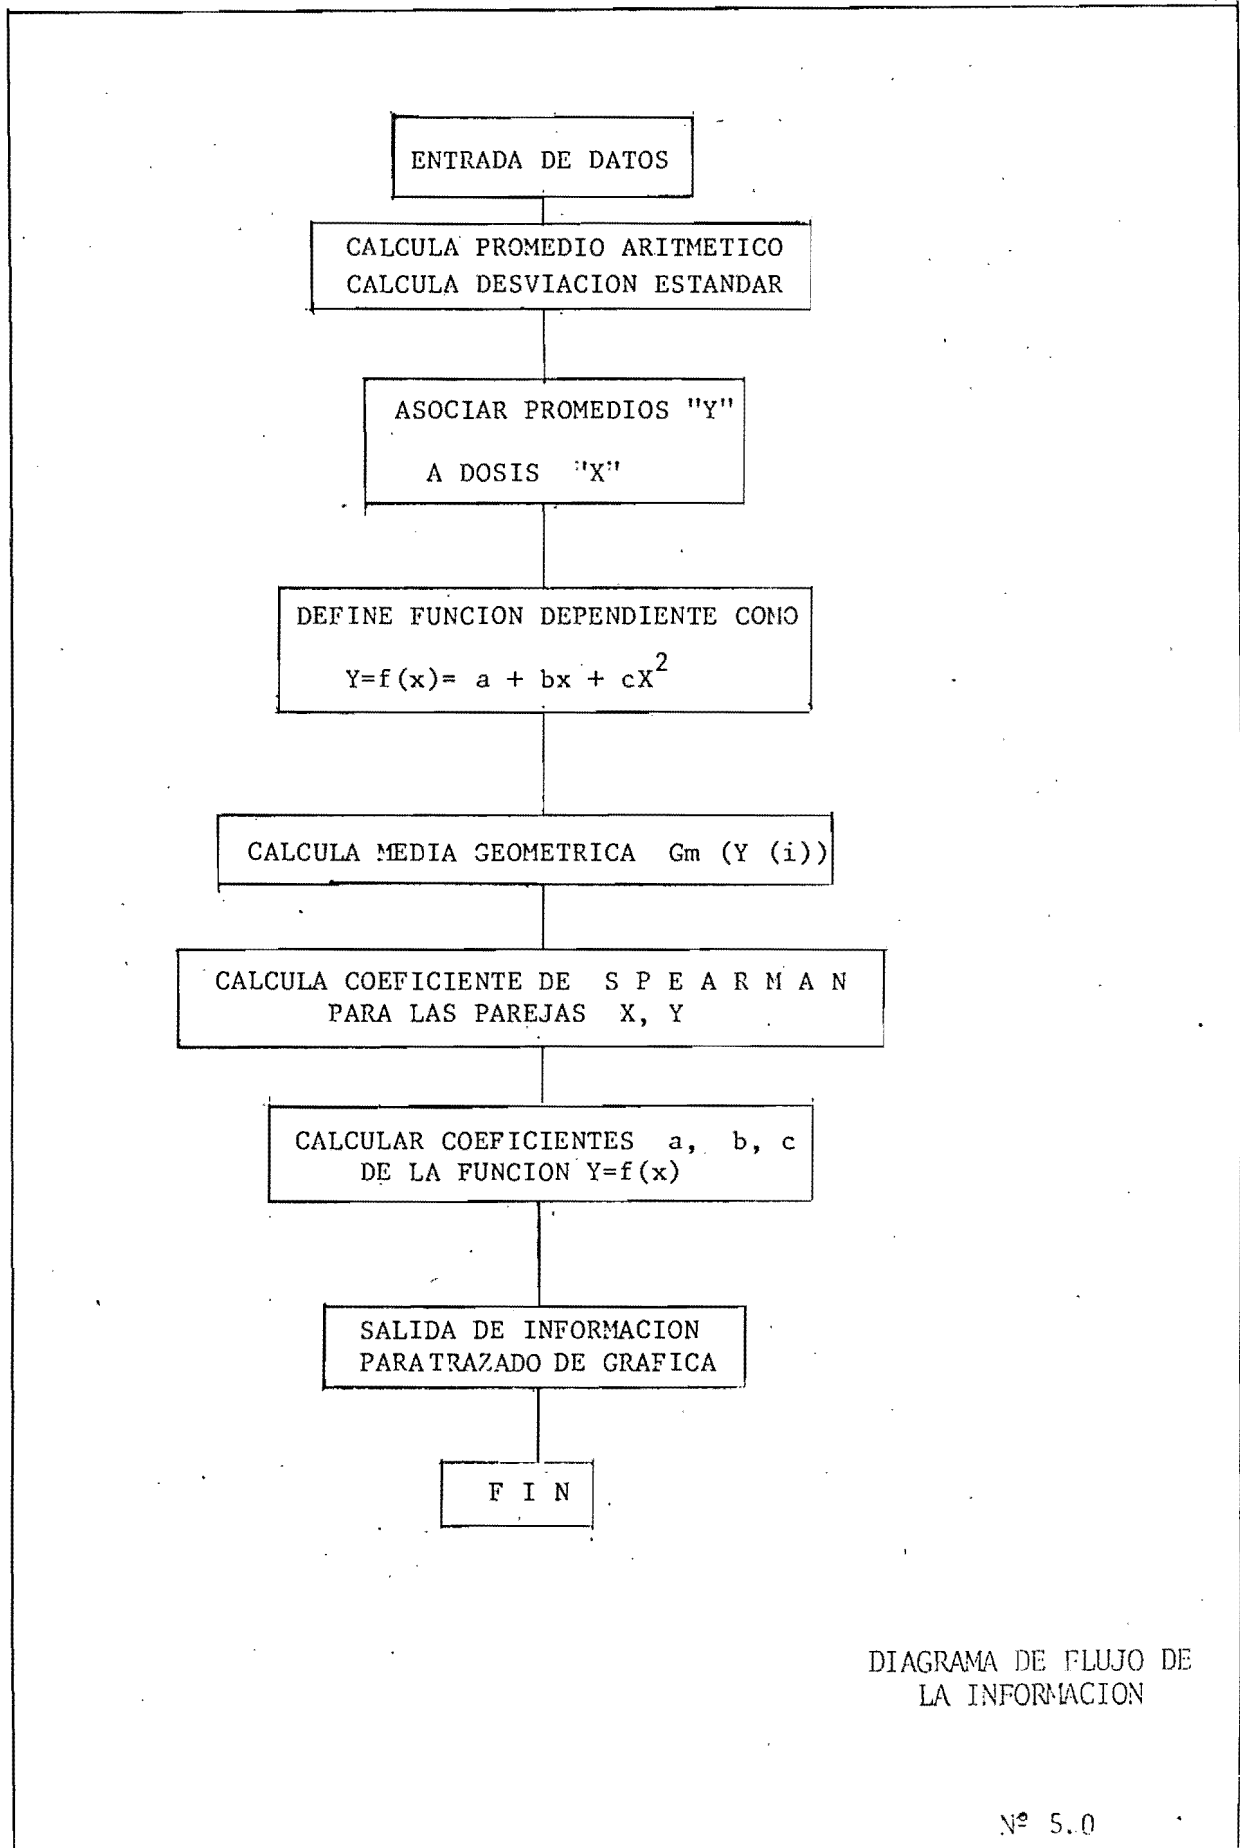 ENTRADA DE DATOS
CALCULA PROMEDIO ARITMETICO
CALCULA DESVIACION ESTANDAR
ASOCIAR PROMEDIOS "Y"
A DOSIS "X"
DEFINE FUNCION DEPENDIENTE COMO
Y=f(x)= a + bx + cX²
CALCULA MEDIA GEOMETRICA Gm (Y (i))
CALCULA COEFICIENTE DE S P E A R M A N
PARA LAS PAREJAS X, Y
CALCULAR COEFICIENTES a, b, c
DE LA FUNCION Y=f(x)
SALIDA DE INFORMACION
PARA TRAZADO DE GRAFICA
F I N
DIAGRAMA DE FLUJO DE
LA INFORMACION
Nº 5.0